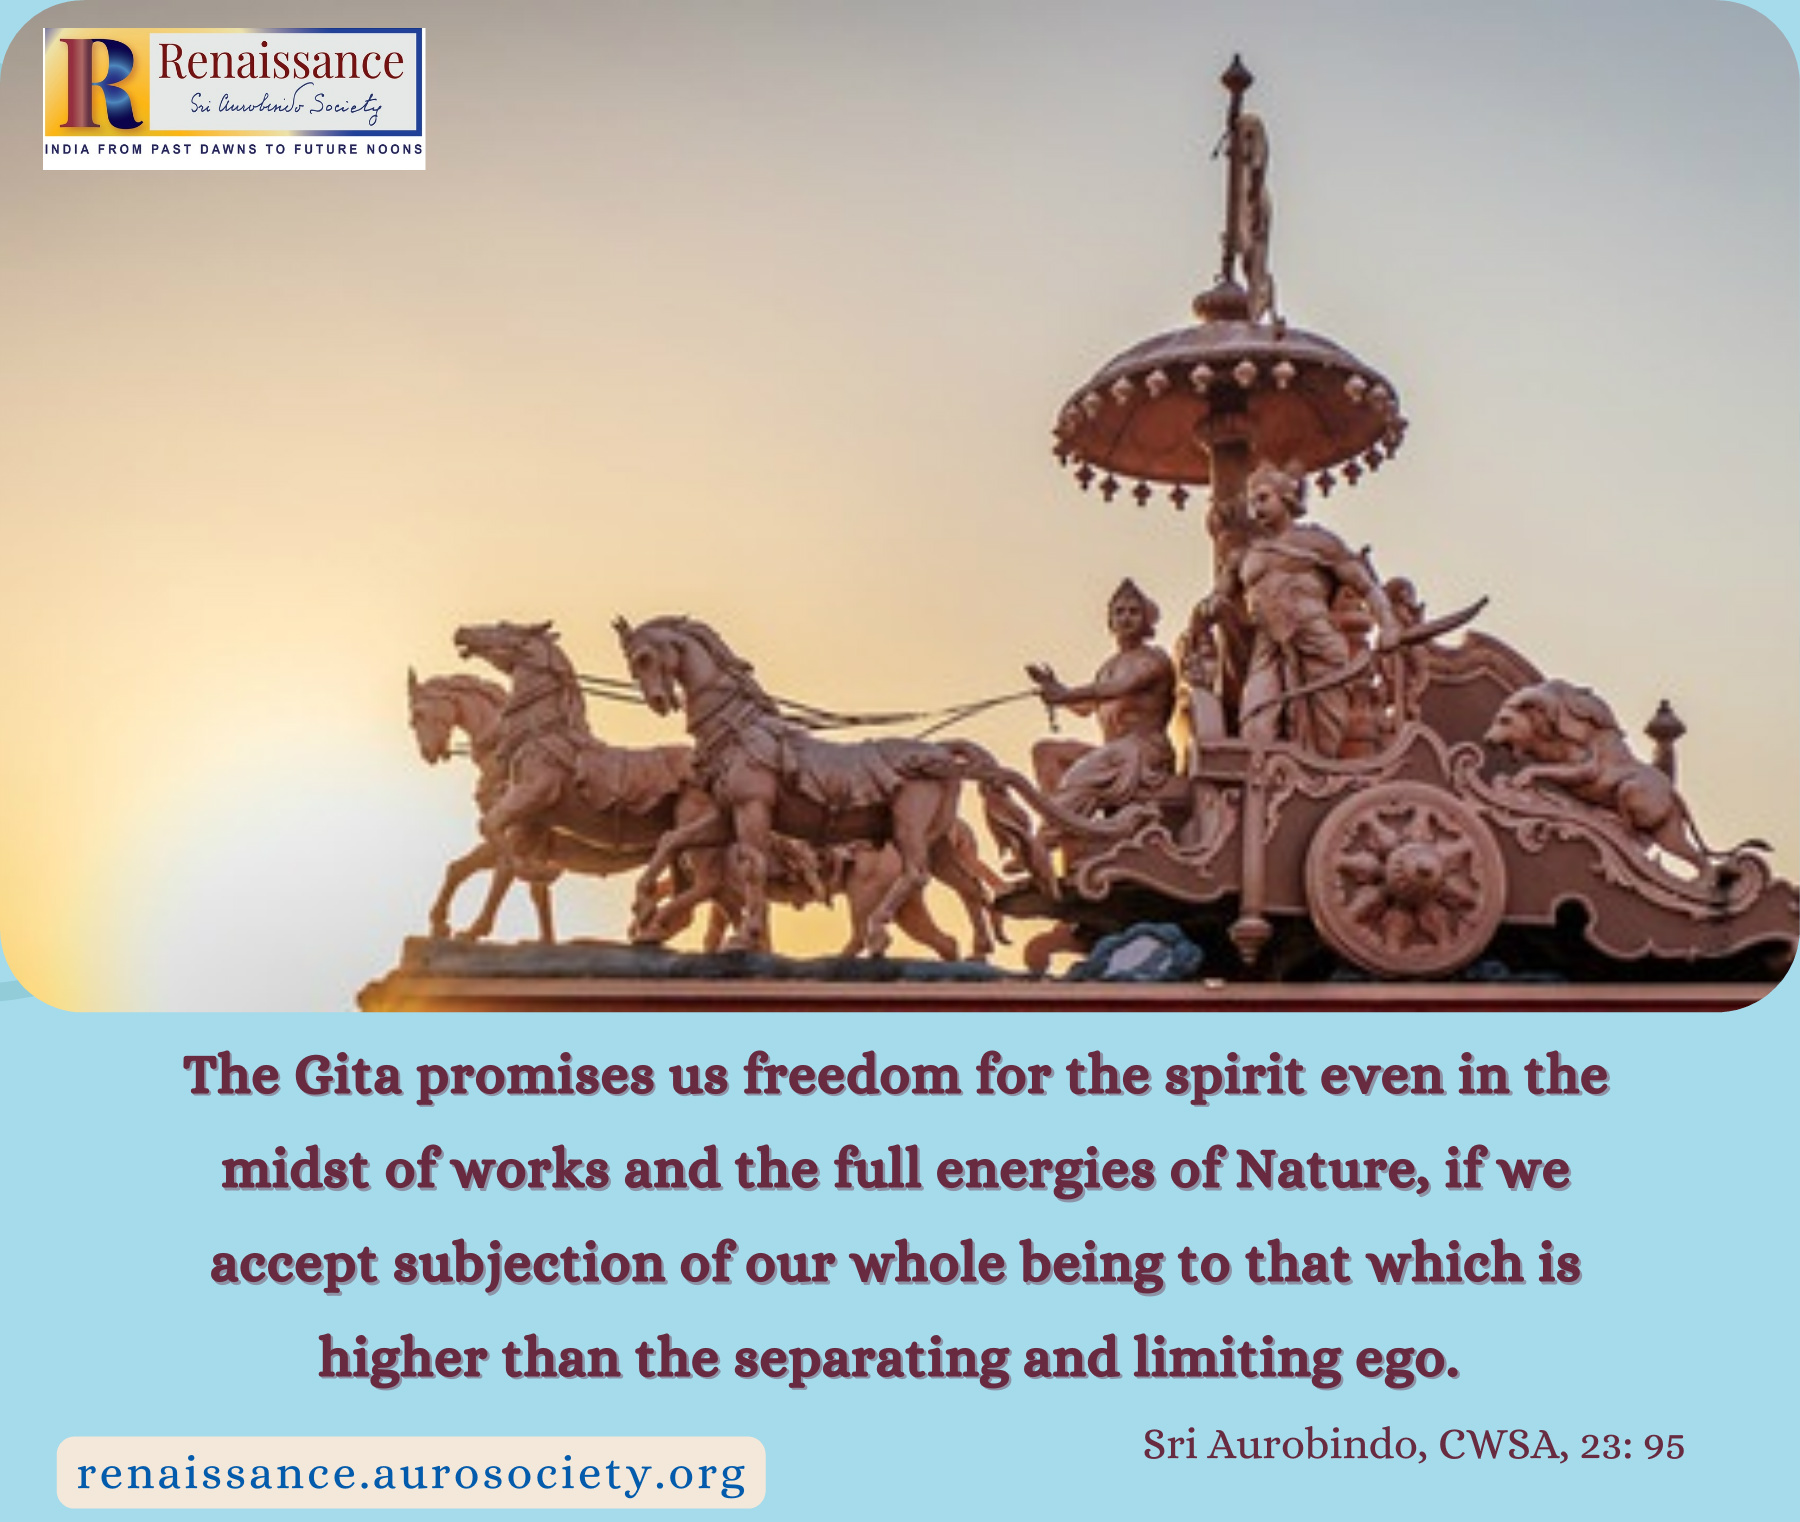 R Renaissance
Sri Aurobindo Society
INDIA FROM PAST DAWNS TO FUTURE NOONS
The Gita promises us freedom for the spirit even in the
midst of works and the full energies of Nature, if we
accept subjection of our whole being to that which is
higher than the separating and limiting ego.
Sri Aurobindo, CWSA, 23: 95
renaissance.aurosociety.org